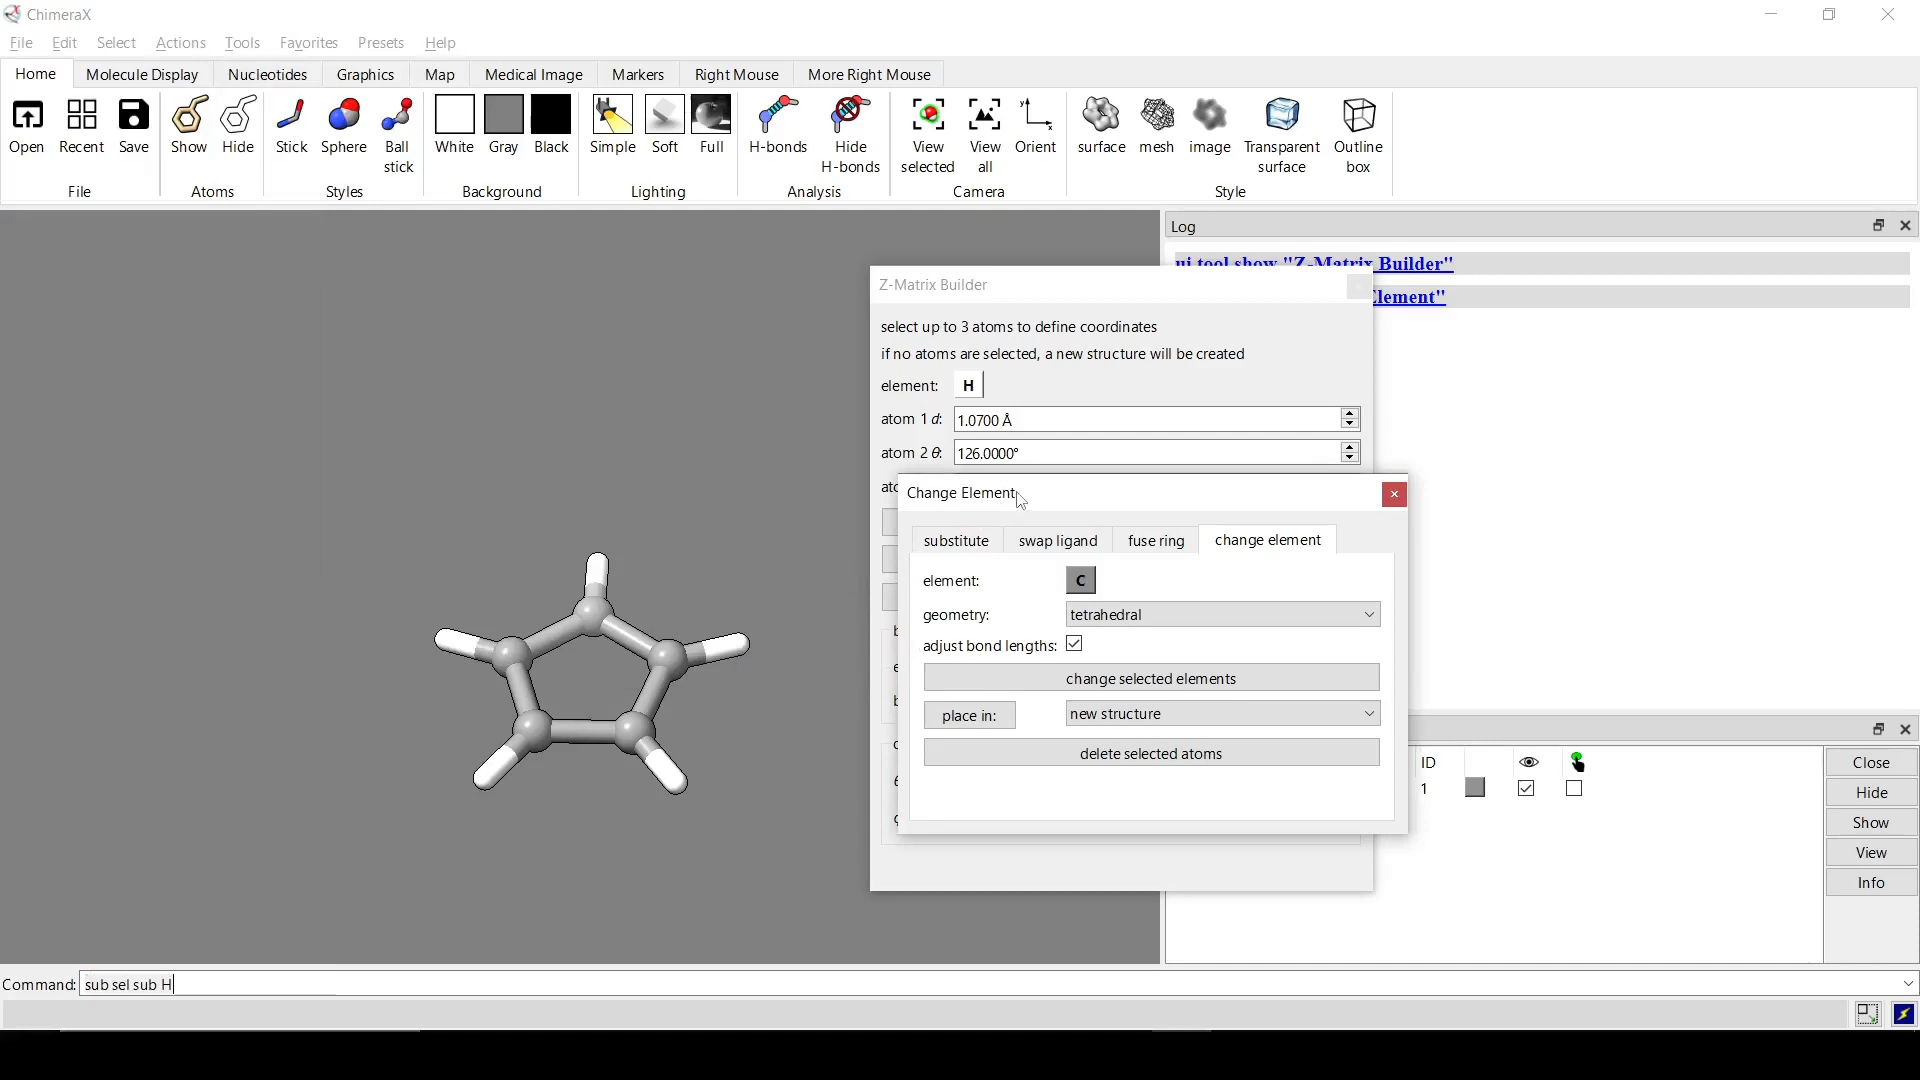 ChimeraX
File Edit Select Actions Tools Favorites Presets Help
Home Molecule Display Nucleotides Graphics Map Medical Image Markers Right Mouse More Right Mouse
Open Recent Save Show Hide Stick Sphere Ball stick White Gray Black Simple Soft Full H-bonds Hide H-bonds View selected View all Orient surface mesh image Transparent surface Outline box
File Atoms Styles Background Lighting Analysis Camera Style
Log
ui tool show "Z-Matrix Builder"
Element"
Z-Matrix Builder
select up to 3 atoms to define coordinates
if no atoms are selected, a new structure will be created
element: H
atom 1 d: 1.0700 Å
atom 2 θ: 126.0000°
Change Element
substitute swap ligand fuse ring change element
element: C
geometry: tetrahedral
adjust bond lengths:
change selected elements
place in: new structure
delete selected atoms
ID
1
Close
Hide
Show
View
Info
Command: sub sel sub H